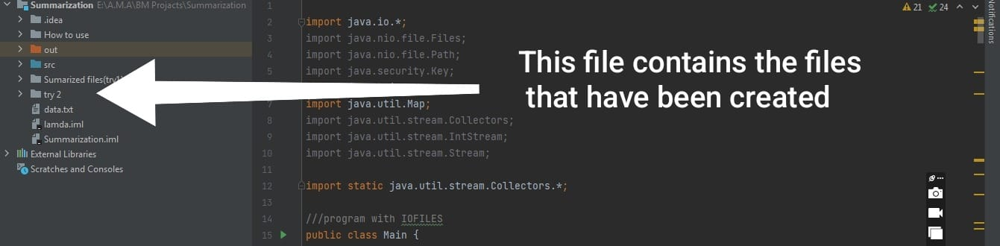 Summarization E:\A.M.A\BM Projacts\Summarization
.idea
How to use
out
src
Sumarized files(try1)
try 2
data.txt
lamda.iml
Summarization.iml
External Libraries
Scratches and Consoles
1
2 import java.io.*;
3 import java.nio.file.Files;
4 import java.nio.file.Path;
5 import java.security.Key;
7 import java.util.Map;
8 import java.util.stream.Collectors;
9 import java.util.stream.IntStream;
10 import java.util.stream.Stream;
11
12 import static java.util.stream.Collectors.*;
13
14 ///program with IOFILES
15 public class Main {
This file contains the files
that have been created
21 24
Notifications